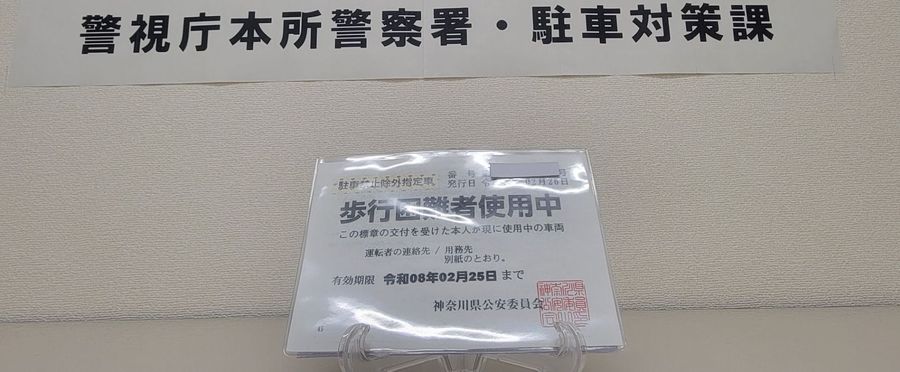 警視庁本所警察署・駐車対策課
駐車禁止除外指定車
番号 号
発行日 令 02月26日
歩行困難者使用中
この標章の交付を受けた本人が現に使用中の車両
運転者の連絡先 / 用務先
別紙のとおり。
有効期限 令和08年02月25日 まで
神奈川県公安委員会